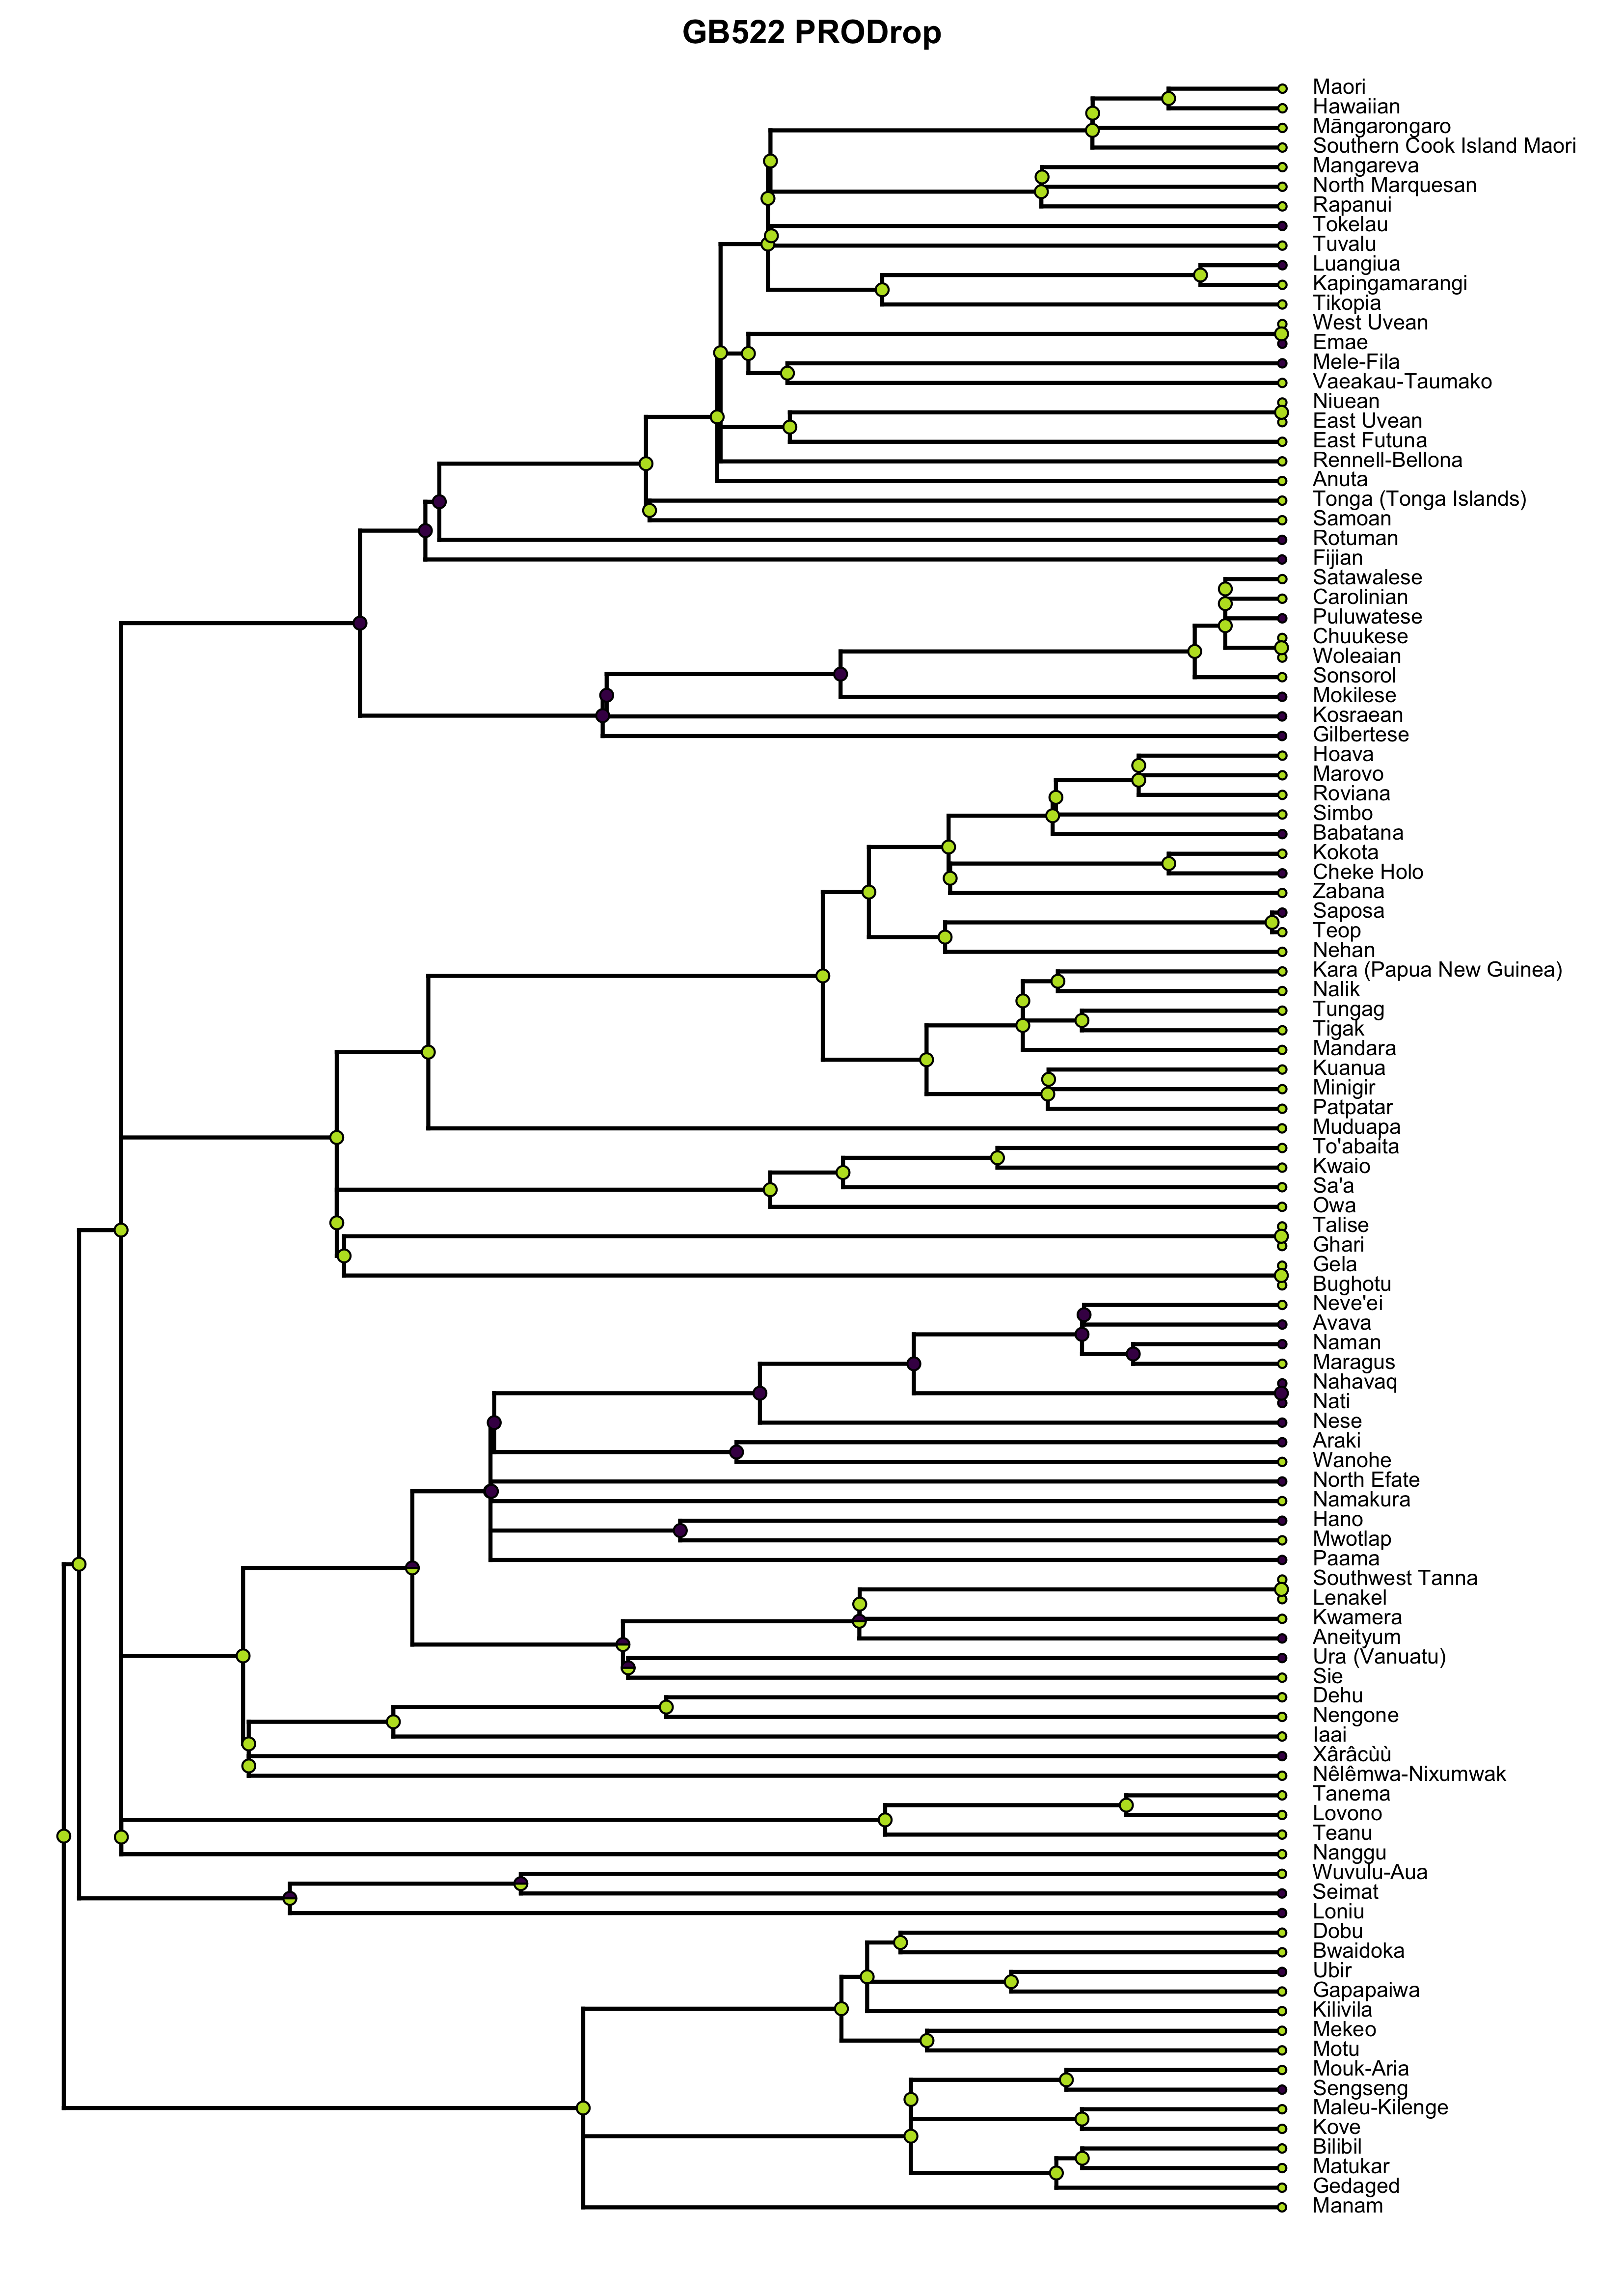 GB522 PRODrop
Maori
Hawaiian
Māngarongaro
Southern Cook Island Maori
Mangareva
North Marquesan
Rapanui
Tokelau
Tuvalu
Luangiua
Kapingamarangi
Tikopia
West Uvean
Emae
Mele-Fila
Vaeakau-Taumako
Niuean
East Uvean
East Futuna
Rennell-Bellona
Anuta
Tonga (Tonga Islands)
Samoan
Rotuman
Fijian
Satawalese
Carolinian
Puluwatese
Chuukese
Woleaian
Sonsorol
Mokilese
Kosraean
Gilbertese
Hoava
Marovo
Roviana
Simbo
Babatana
Kokota
Cheke Holo
Zabana
Saposa
Teop
Nehan
Kara (Papua New Guinea)
Nalik
Tungag
Tigak
Mandara
Kuanua
Minigir
Patpatar
Muduapa
To'abaita
Kwaio
Sa'a
Owa
Talise
Ghari
Gela
Bughotu
Neve'ei
Avava
Naman
Maragus
Nahavaq
Nati
Nese
Araki
Wanohe
North Efate
Namakura
Hano
Mwotlap
Paama
Southwest Tanna
Lenakel
Kwamera
Aneityum
Ura (Vanuatu)
Sie
Dehu
Nengone
Iaai
Xârâcùù
Nêlêmwa-Nixumwak
Tanema
Lovono
Teanu
Nanggu
Wuvulu-Aua
Seimat
Loniu
Dobu
Bwaidoka
Ubir
Gapapaiwa
Kilivila
Mekeo
Motu
Mouk-Aria
Sengseng
Maleu-Kilenge
Kove
Bilibil
Matukar
Gedaged
Manam